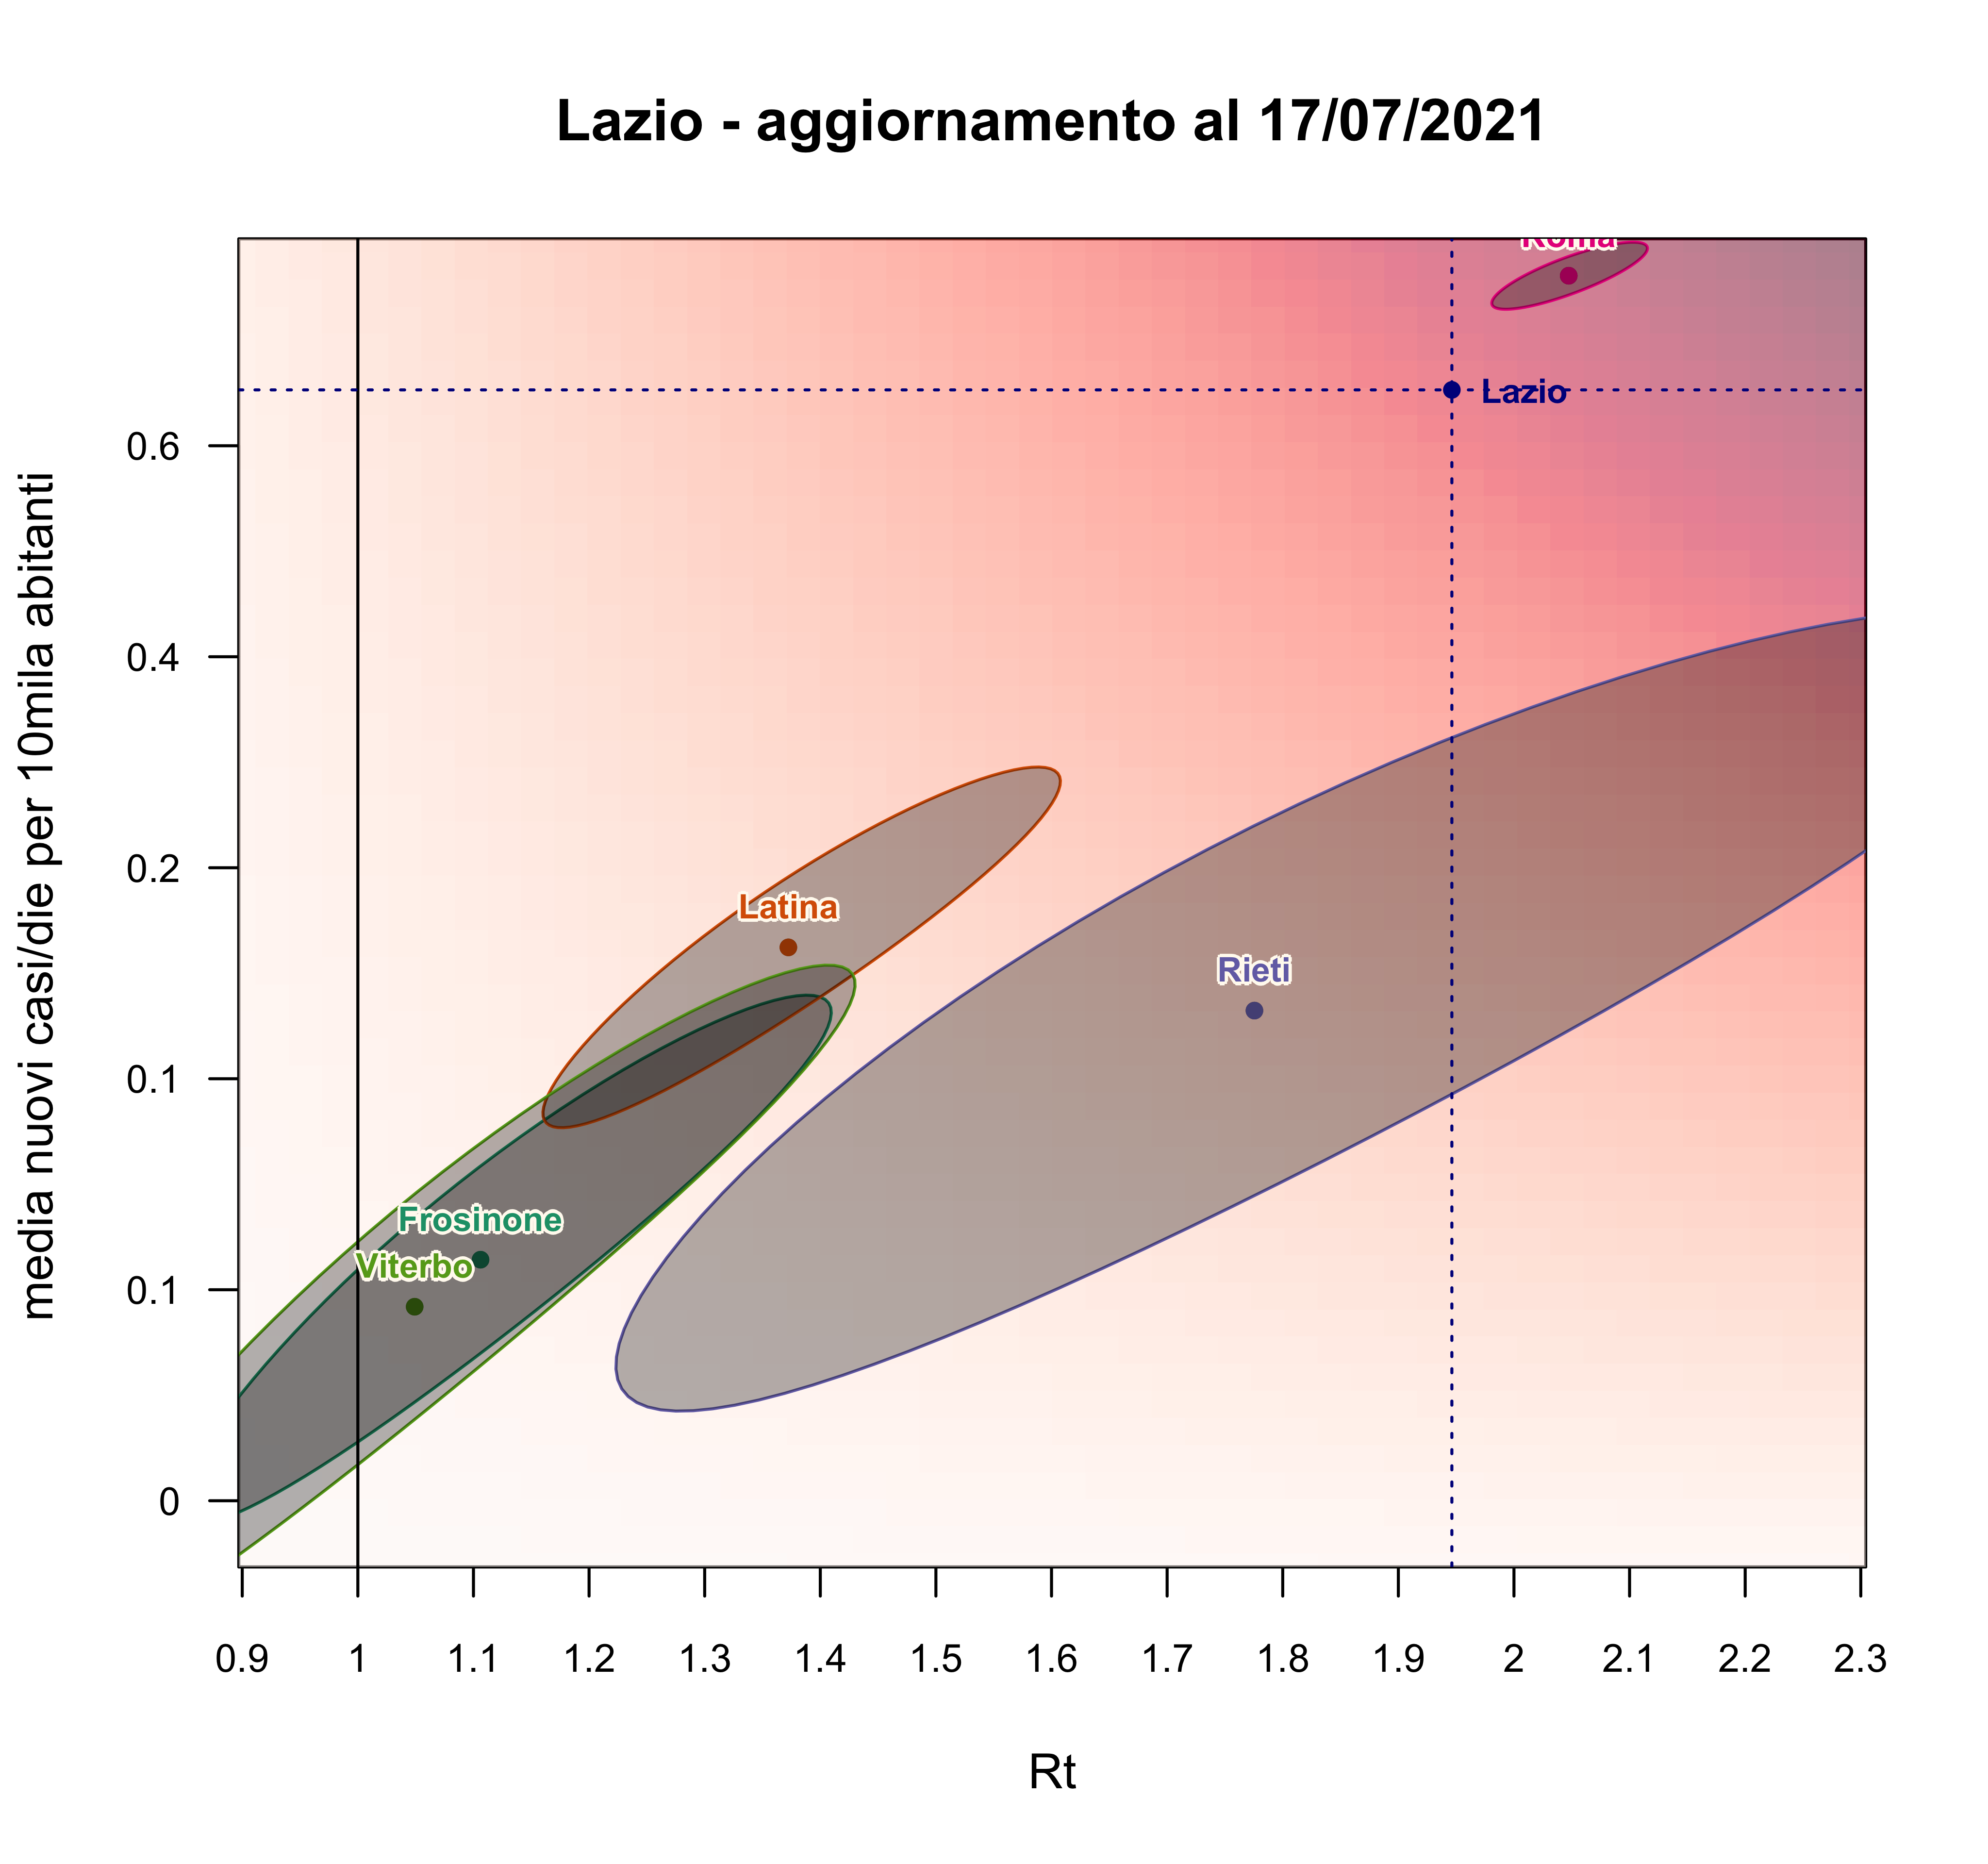 Lazio - aggiornamento al 17/07/2021
media nuovi casi/die per 10mila abitanti
Roma
Lazio
0.6
0.4
0.2
Latina
Rieti
0.1
Frosinone
Viterbo
0.1
0
0.9 1 1.1 1.2 1.3 1.4 1.5 1.6 1.7 1.8 1.9 2 2.1 2.2 2.3
Rt